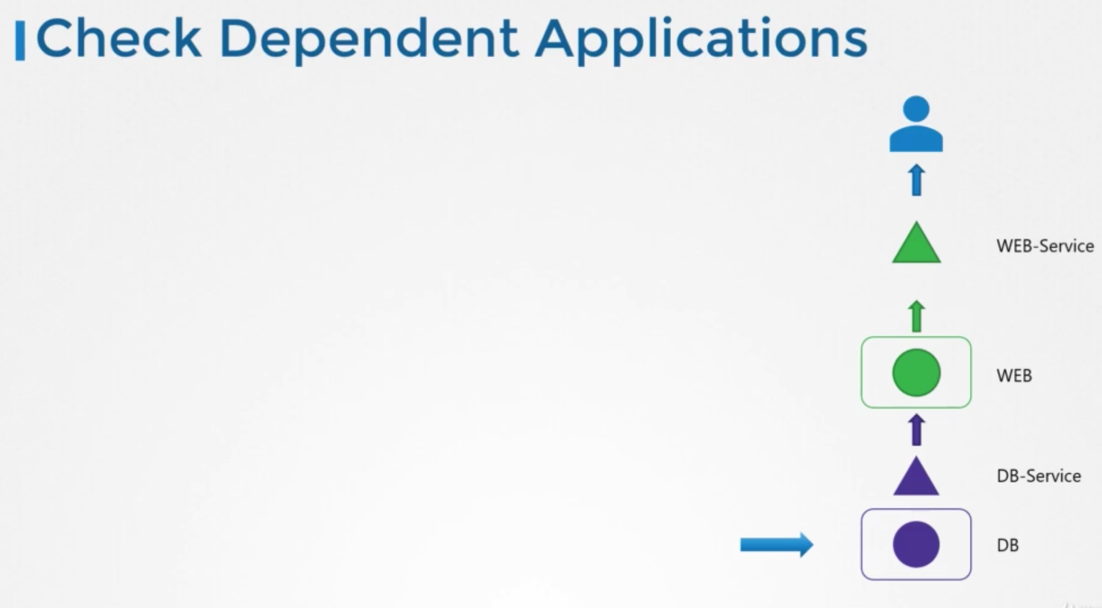 Check Dependent Applications
WEB-Service
WEB
DB-Service
DB